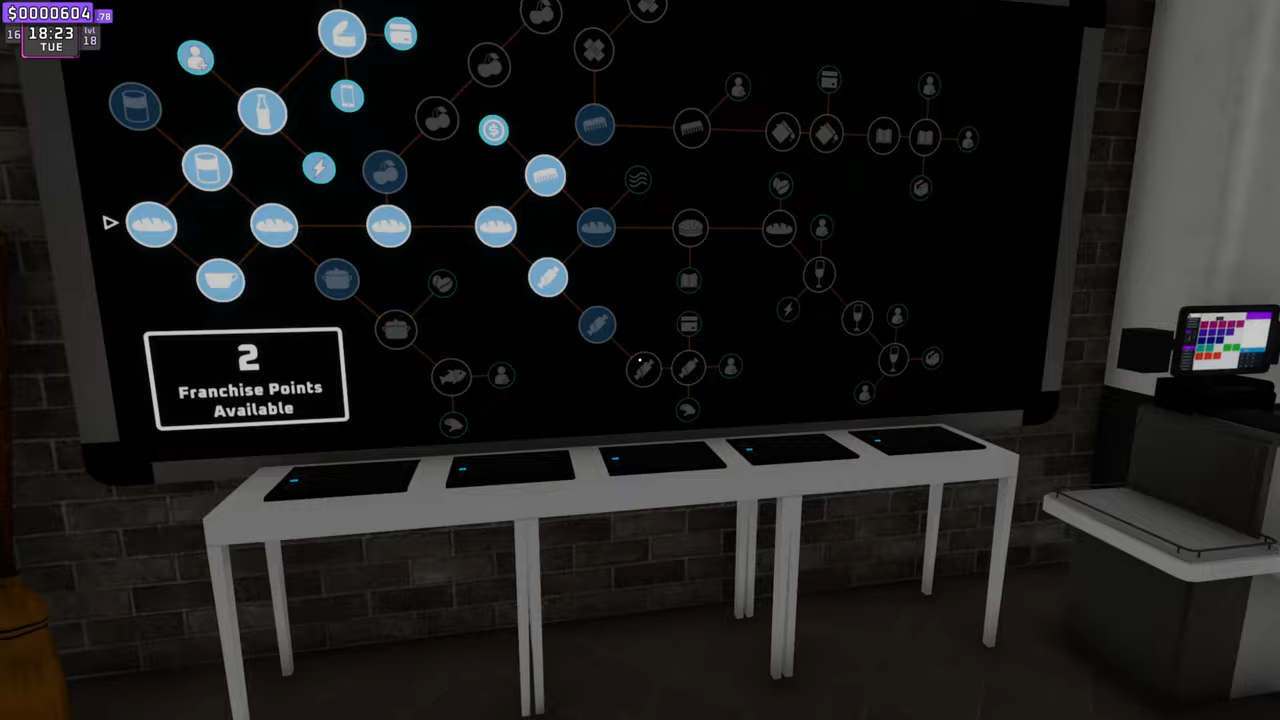 $0000604.78
16 18:23 lvl
TUE 18
2
Franchise Points
Available